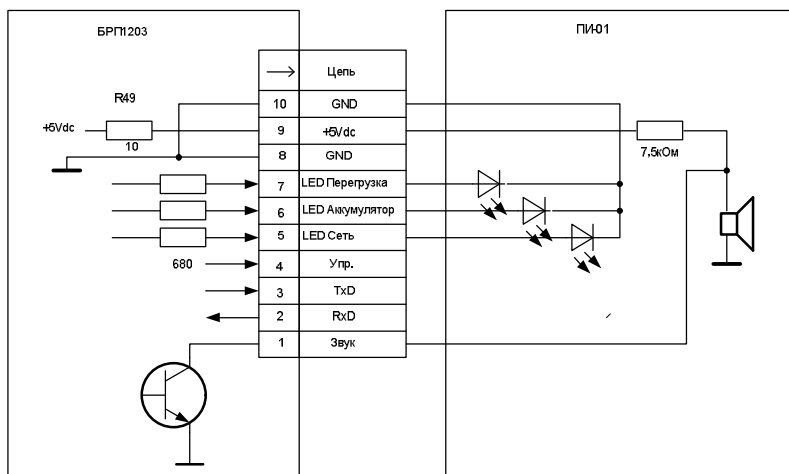 БРП1203
ПИ-01
Цепь
R49
10 GND
+5Vdc
9 +5Vdc
10
7,5кОм
8 GND
7 LED Перегрузка
6 LED Аккумулятор
5 LED Сеть
680
4 Упр.
3 TxD
2 RxD
1 Звук